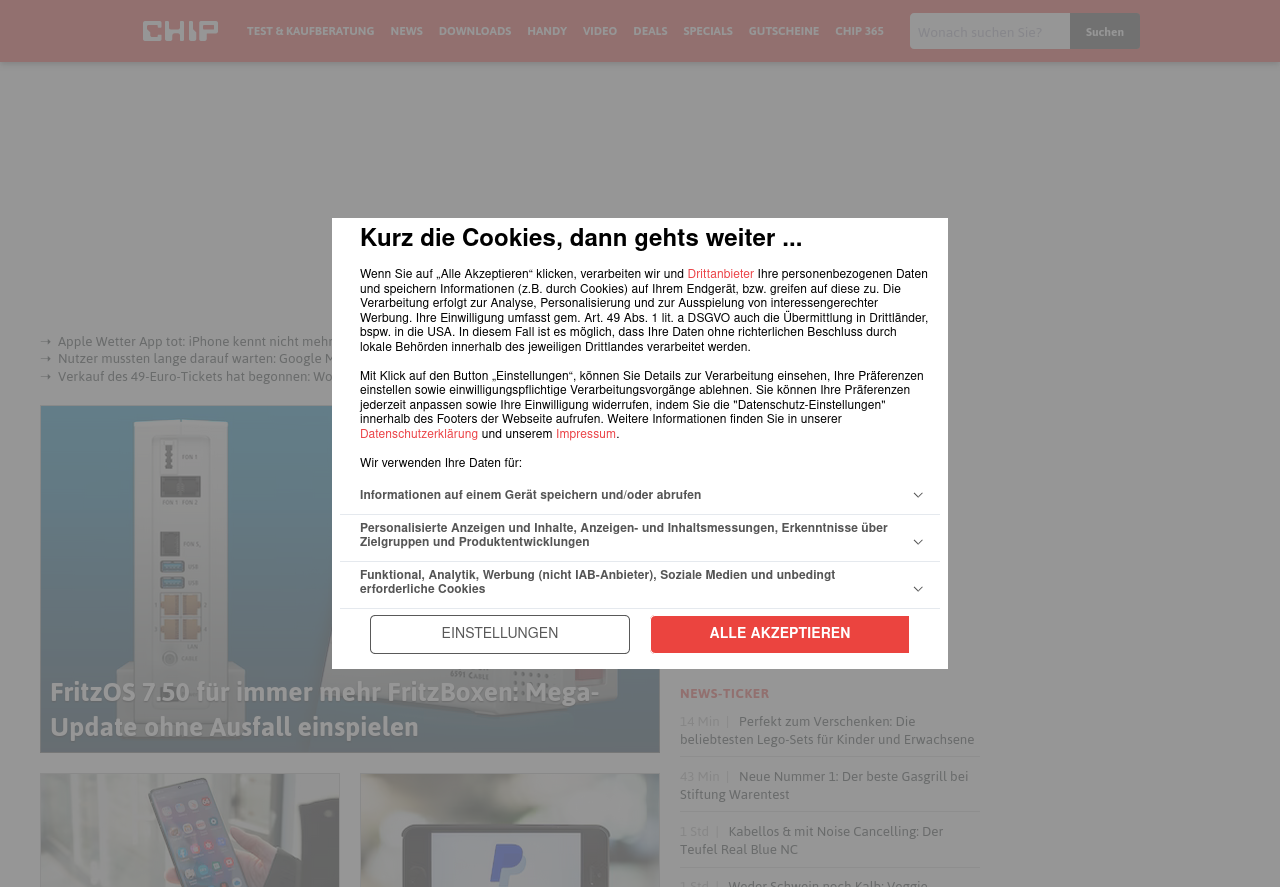 CHIP
TEST & KAUFBERATUNG NEWS DOWNLOADS HANDY VIDEO DEALS SPECIALS GUTSCHEINE CHIP 365
Wonach suchen Sie? Suchen
Kurz die Cookies, dann gehts weiter ...
Wenn Sie auf „Alle Akzeptieren“ klicken, verarbeiten wir und Drittanbieter Ihre personenbezogenen Daten
und speichern Informationen (z.B. durch Cookies) auf Ihrem Endgerät, bzw. greifen auf diese zu. Die
Verarbeitung erfolgt zur Analyse, Personalisierung und zur Ausspielung von interessengerechter
Werbung. Ihre Einwilligung umfasst gem. Art. 49 Abs. 1 lit. a DSGVO auch die Übermittlung in Drittländer,
bspw. in die USA. In diesem Fall ist es möglich, dass Ihre Daten ohne richterlichen Beschluss durch
lokale Behörden innerhalb des jeweiligen Drittlandes verarbeitet werden.
Mit Klick auf den Button „Einstellungen“, können Sie Details zur Verarbeitung einsehen, Ihre Präferenzen
einstellen sowie einwilligungspflichtige Verarbeitungsvorgänge ablehnen. Sie können Ihre Präferenzen
jederzeit anpassen sowie Ihre Einwilligung widerrufen, indem Sie die "Datenschutz-Einstellungen"
innerhalb des Footers der Webseite aufrufen. Weitere Informationen finden Sie in unserer
Datenschutzerklärung und unserem Impressum.
Wir verwenden Ihre Daten für:
Informationen auf einem Gerät speichern und/oder abrufen
Personalisierte Anzeigen und Inhalte, Anzeigen- und Inhaltsmessungen, Erkenntnisse über
Zielgruppen und Produktentwicklungen
Funktional, Analytik, Werbung (nicht IAB-Anbieter), Soziale Medien und unbedingt
erforderliche Cookies
EINSTELLUNGEN
ALLE AKZEPTIEREN
➝ Apple Wetter App tot: iPhone kennt nicht mehr
➝ Nutzer mussten lange darauf warten: Google
➝ Verkauf des 49-Euro-Tickets hat begonnen:
FritzOS 7.50 für immer mehr FritzBoxen: Mega-
Update ohne Ausfall einspielen
NEWS-TICKER
14 Min | Perfekt zum Verschenken: Die
beliebtesten Lego-Sets für Kinder und Erwachsene
43 Min | Neue Nummer 1: Der beste Gasgrill bei
Stiftung Warentest
1 Std | Kabellos & mit Noise Cancelling: Der
Teufel Real Blue NC
1 Std | Weder Schwein noch Kalb: Veggie